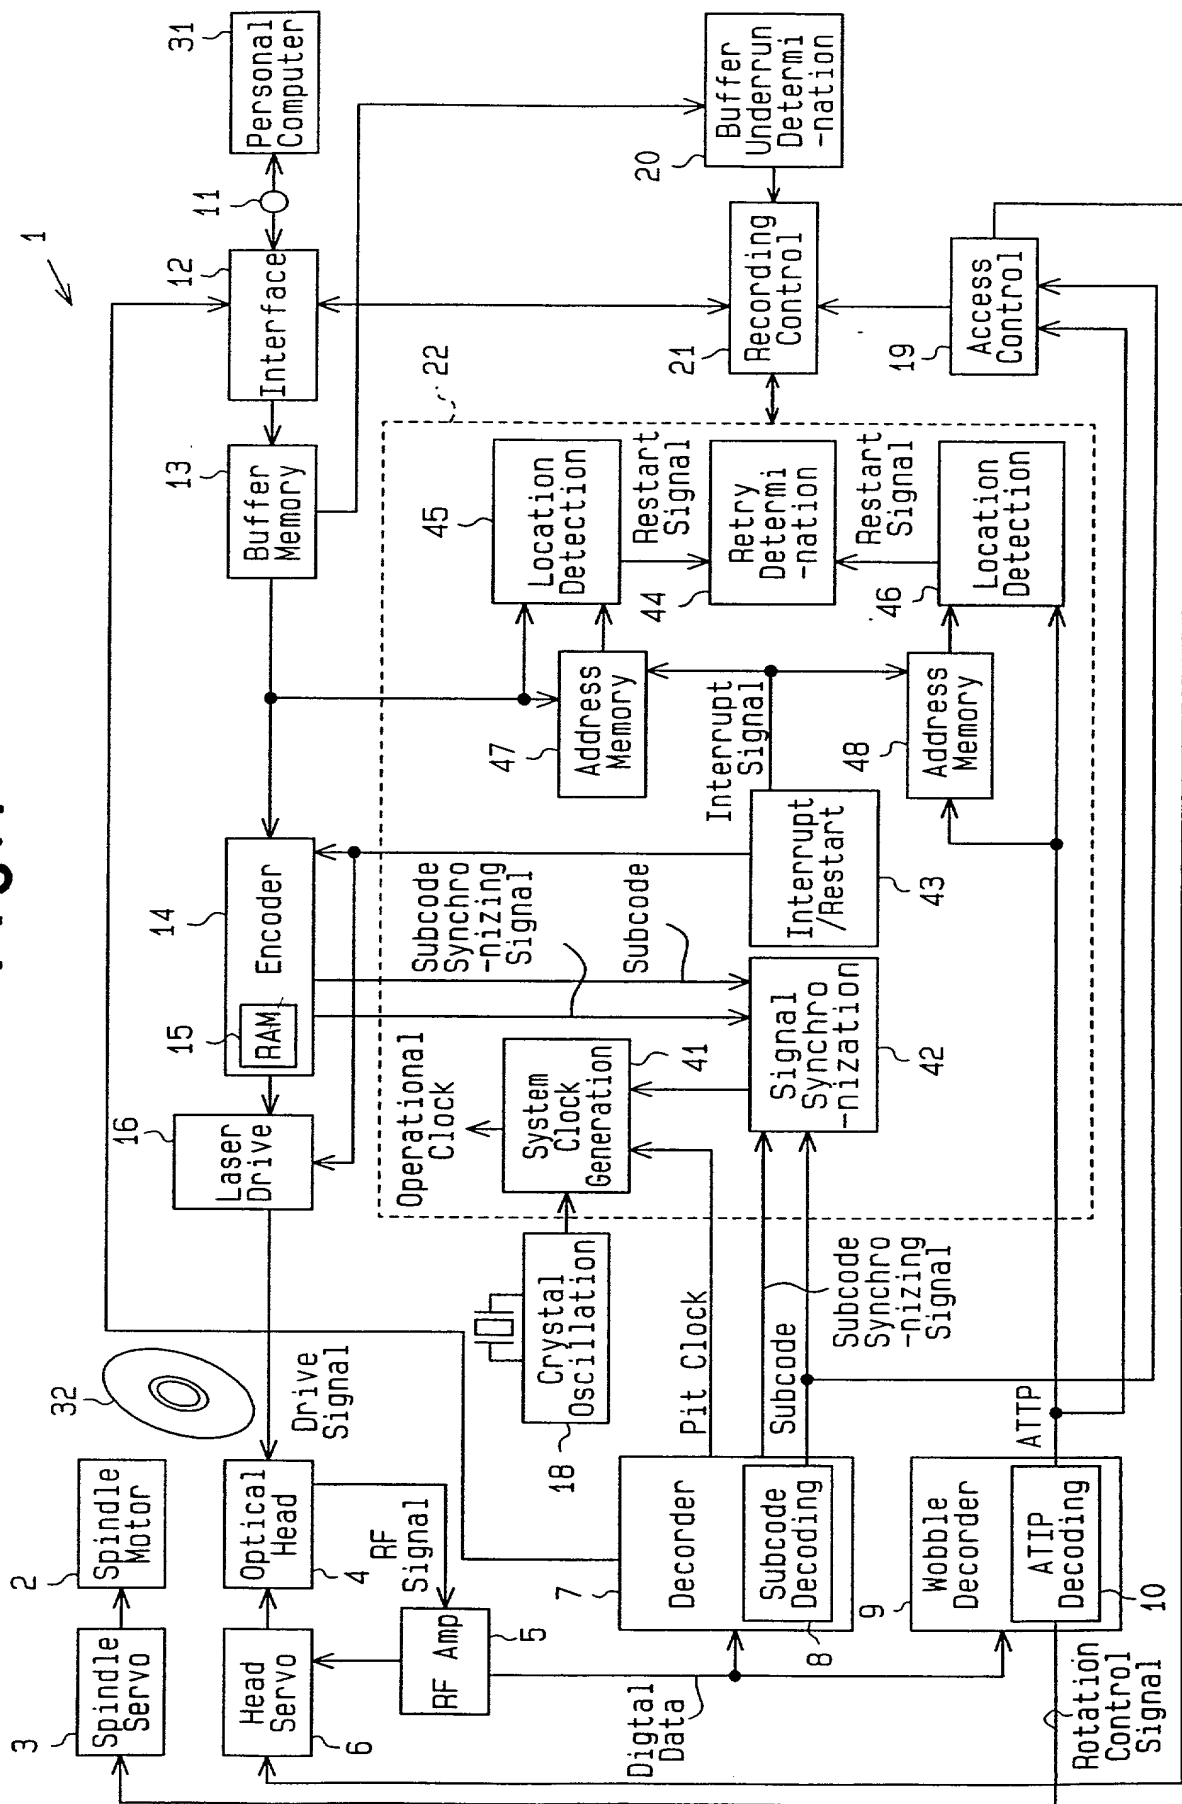 1
31
Personal
Computer
11
12
Interface
13
Buffer
Memory
14
Encoder
15
RAM
16
Laser
Drive
32
Drive
Signal
2
Spindle
Motor
3
Spindle
Servo
Optical
Head
4
Head
Servo
6
RF
Signal
RF Amp
5
Digtal
Data
20
Buffer
Underrun
Determi
-nation
21
Recording
Control
19
Access
Control
22
45
Location
Detection
Restart
Signal
44
Retry
Determi
-nation
Restart
Signal
46
Location
Detection
47
Address
Memory
Interrupt
Signal
48
Address
Memory
Interrupt
/Restart
43
Subcode
Synchro
-nizing
Signal
Subcode
Signal
Synchro
-nization
42
Operational
Clock
System
Clock
Generation
41
Crystal
Oscillation
18
Pit Clock
Subcode
Subcode
Synchro
-nizing
Signal
7
Decorder
Subcode
Decoding
8
9
Wobble
Decorder
ATIP
Decoding
10
ATTP
Rotation
Control
Signal